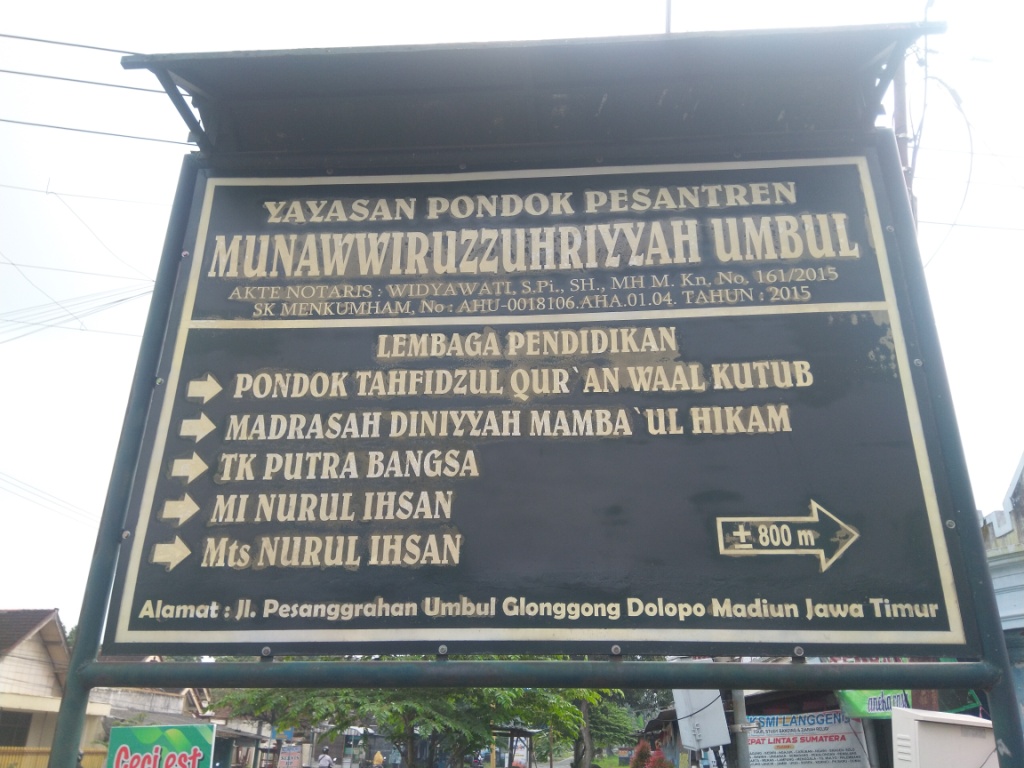 YAYASAN PONDOK PESANTREN
MUNAWWIRUZZUHRIYYAH UMBUL
AKTE NOTARIS : WIDYAWATI, S.Pi., SH., MH M. Kn, No. 161/2015
SK MENKUMHAM, No : AHU-0018106.AHA.01.04. TAHUN : 2015
LEMBAGA PENDIDIKAN
PONDOK TAHFIDZUL QUR`AN WAAL KUTUB
MADRASAH DINIYYAH MAMBA`UL HIKAM
TK PUTRA BANGSA
MI NURUL IHSAN
Mts NURUL IHSAN
± 800 m
Alamat : Jl. Pesanggrahan Umbul Glonggong Dolopo Madiun Jawa Timur
LANGGENG
LINTAS SUMATERA